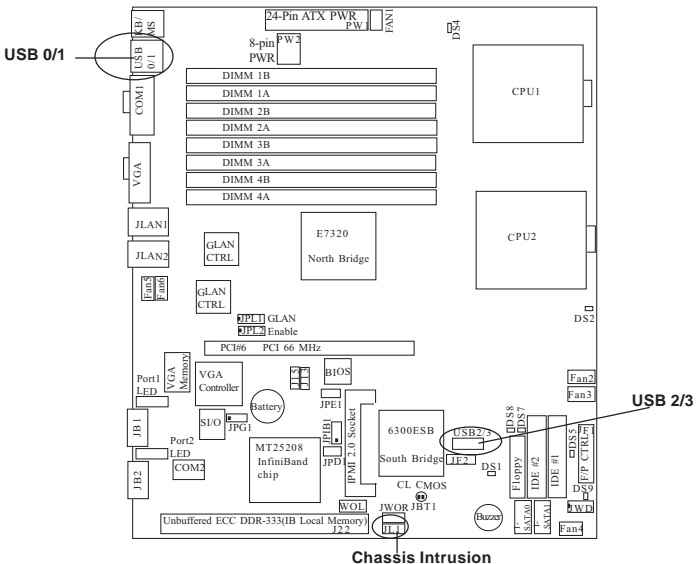 24-Pin ATX PWR
PW1
FAN1
KB/
MS
DS4
8-pin
PWR
PW2
USB 0/1
USB
0/1
DIMM 1B
DIMM 1A
DIMM 2B
DIMM 2A
DIMM 3B
DIMM 3A
DIMM 4B
DIMM 4A
CPU1
COM1
VGA
JLAN1
JLAN2
GLAN
CTRL
E7320
North Bridge
CPU2
Fan5
Fan6
GLAN
CTRL
JPL1 GLAN
JPL2 Enable
DS2
PCI#6 PCI 66 MHz
VGA
Memory
VGA
Controller
BIOS
Port1
LED
Battery
JPE1
Fan2
Fan3
USB 2/3
JB1
SI/O
JPG1
JPIB1
IPMI 2.0 Socket
6300ESB
South Bridge
USB2/3
JF2
DS8
DS7
Floppy
IDE #2
IDE #1
DS5
JF1
F/P CTRL
Port2
LED
COM2
JB2
MT25208
InfiniBand
chip
JPD1
DS1
DS9
CL CMOS
JBT1
WOL
JWOR
JL1
Buzzer
I-
SATA0
I-
SATA1
JWD
Fan4
Unbuffered ECC DDR-333(IB Local Memory)
J22
Chassis Intrusion